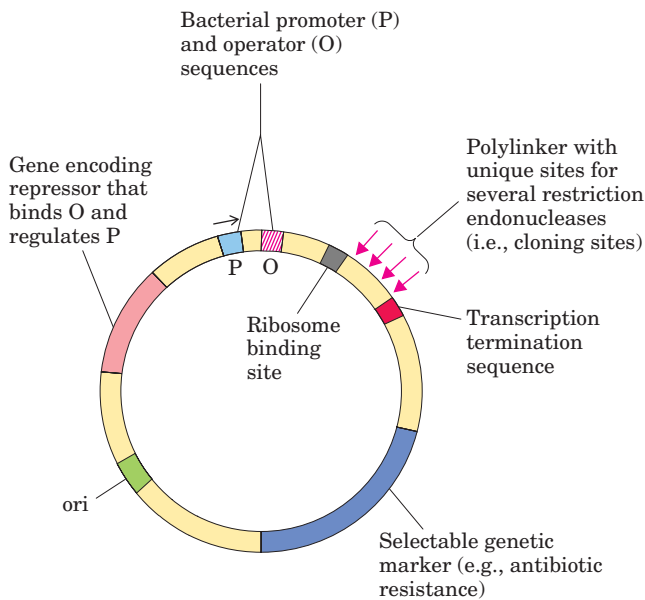 Bacterial promoter (P)
and operator (O)
sequences
Gene encoding
repressor that
binds O and
regulates P
Polylinker with
unique sites for
several restriction
endonucleases
(i.e., cloning sites)
P
O
Ribosome
binding
site
Transcription
termination
sequence
ori
Selectable genetic
marker (e.g., antibiotic
resistance)